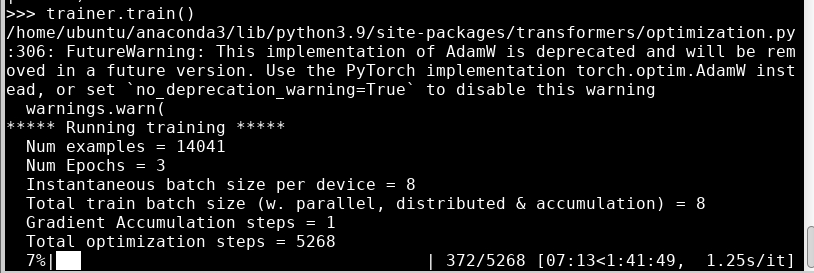 >>> trainer.train()
/home/ubuntu/anaconda3/lib/python3.9/site-packages/transformers/optimization.py
:306: FutureWarning: This implementation of AdamW is deprecated and will be rem
oved in a future version. Use the PyTorch implementation torch.optim.AdamW inst
ead, or set `no_deprecation_warning=True` to disable this warning
  warnings.warn(
***** Running training *****
  Num examples = 14041
  Num Epochs = 3
  Instantaneous batch size per device = 8
  Total train batch size (w. parallel, distributed & accumulation) = 8
  Gradient Accumulation steps = 1
  Total optimization steps = 5268
  7%|██ | 372/5268 [07:13<1:41:49,  1.25s/it]